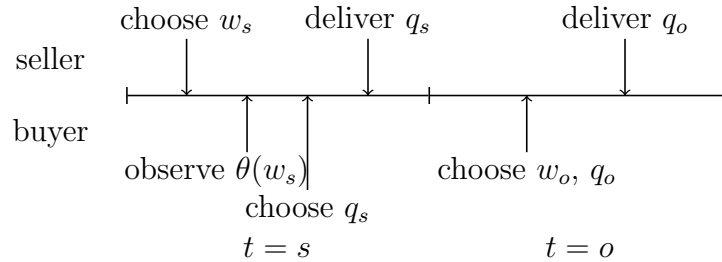 choose w_s deliver q_s deliver q_o
seller
buyer
observe θ(w_s) choose w_o, q_o
choose q_s
t = s t = o